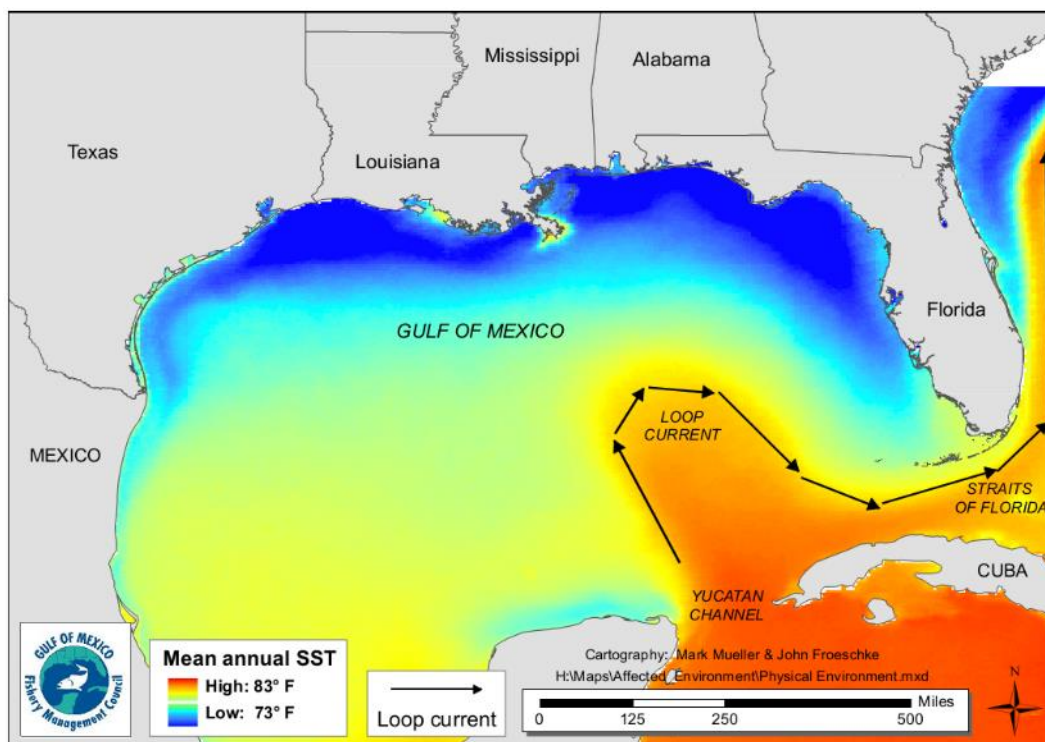 Mississippi
Alabama
Texas
Louisiana
Florida
GULF OF MEXICO
LOOP
CURRENT
MEXICO
STRAITS
OF FLORIDA
CUBA
YUCATAN
CHANNEL
GULF OF MEXICO
Fishery Management Council
Mean annual SST
High: 83° F
Low: 73° F
Loop current
Cartography: Mark Mueller & John Froeschke
H:\Maps\Affected_Environment\Physical Environment.mxd
Miles
0 125 250 500
N